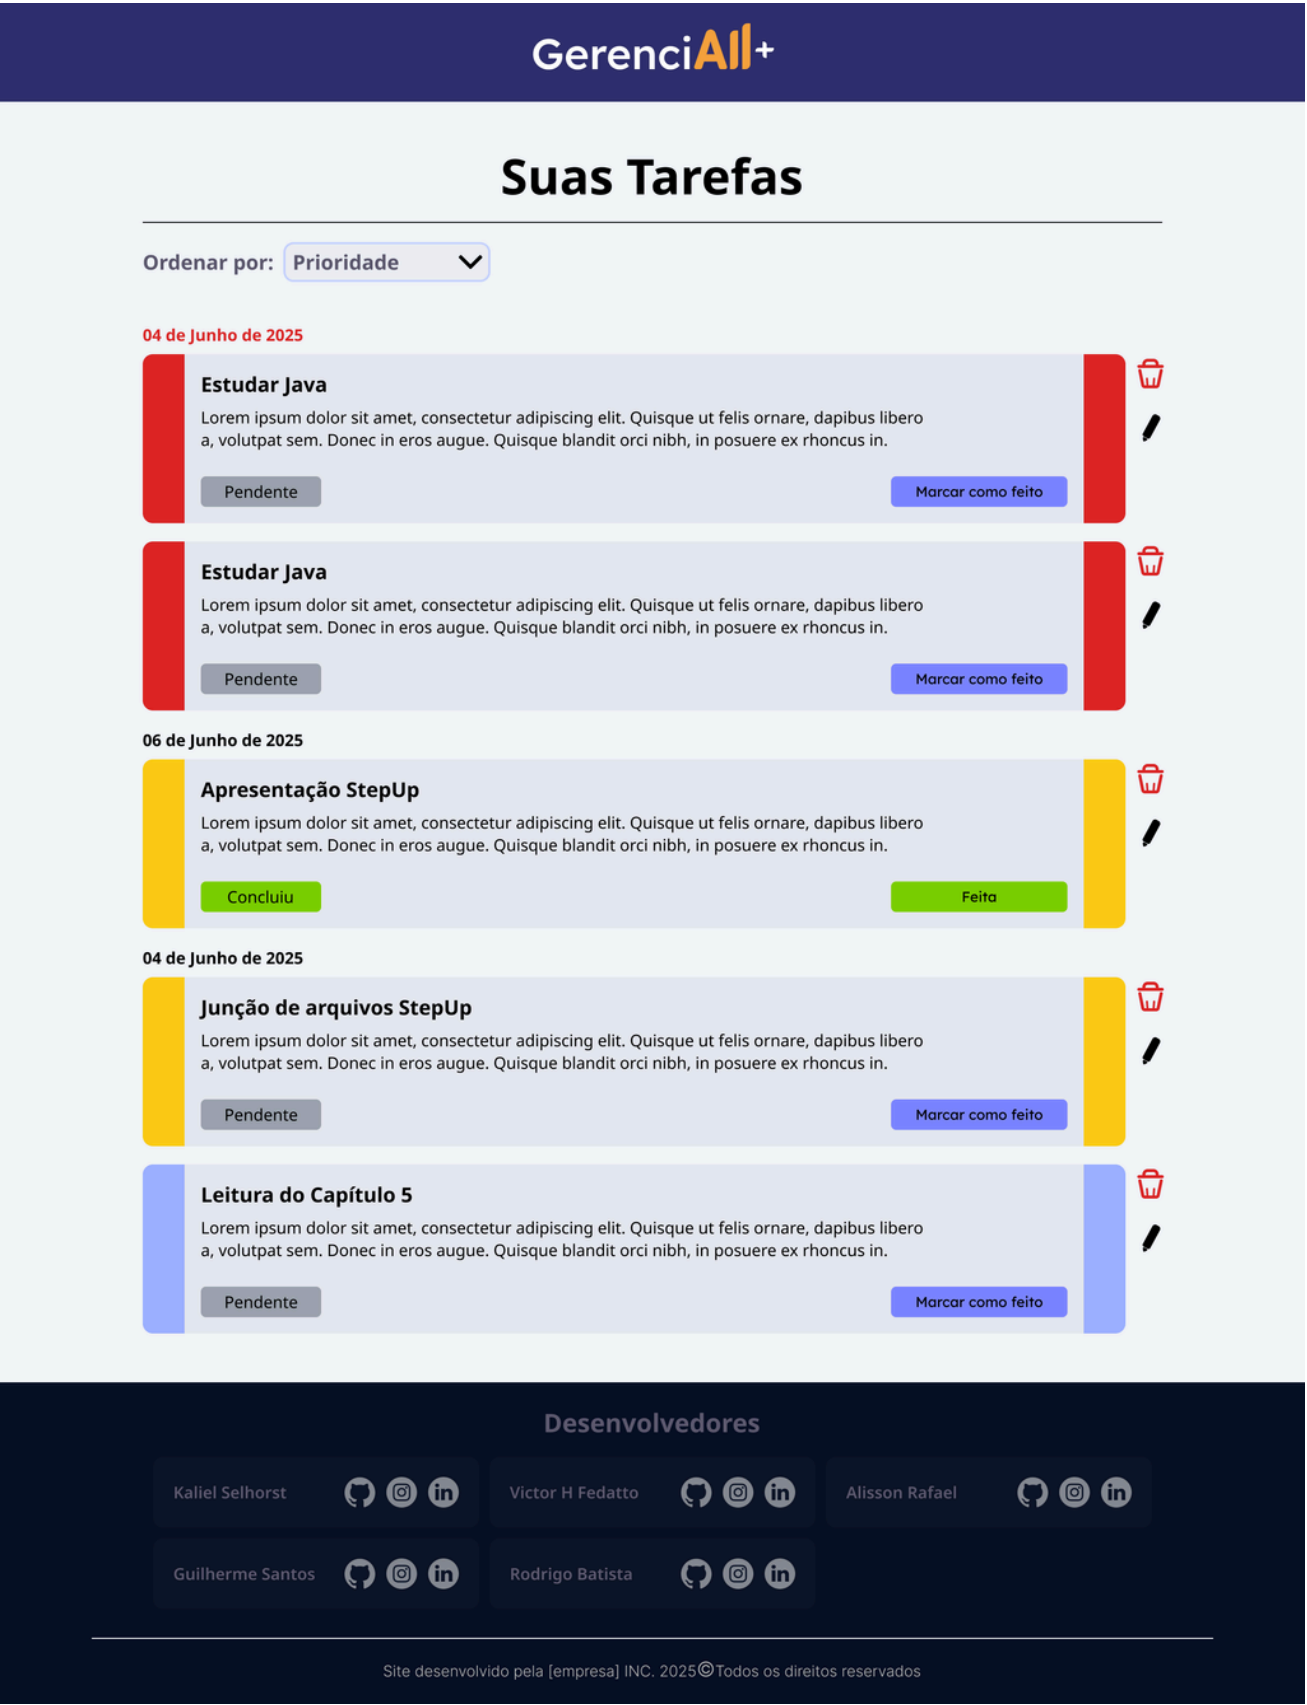 GerenciAll+
Suas Tarefas
Ordenar por: Prioridade
04 de Junho de 2025
Estudar Java
Lorem ipsum dolor sit amet, consectetur adipiscing elit. Quisque ut felis ornare, dapibus libero
a, volutpat sem. Donec in eros augue. Quisque blandit orci nibh, in posuere ex rhoncus in.
Pendente Marcar como feito
Estudar Java
Lorem ipsum dolor sit amet, consectetur adipiscing elit. Quisque ut felis ornare, dapibus libero
a, volutpat sem. Donec in eros augue. Quisque blandit orci nibh, in posuere ex rhoncus in.
Pendente Marcar como feito
06 de Junho de 2025
Apresentação StepUp
Lorem ipsum dolor sit amet, consectetur adipiscing elit. Quisque ut felis ornare, dapibus libero
a, volutpat sem. Donec in eros augue. Quisque blandit orci nibh, in posuere ex rhoncus in.
Concluiu Feita
04 de Junho de 2025
Junção de arquivos StepUp
Lorem ipsum dolor sit amet, consectetur adipiscing elit. Quisque ut felis ornare, dapibus libero
a, volutpat sem. Donec in eros augue. Quisque blandit orci nibh, in posuere ex rhoncus in.
Pendente Marcar como feito
Leitura do Capítulo 5
Lorem ipsum dolor sit amet, consectetur adipiscing elit. Quisque ut felis ornare, dapibus libero
a, volutpat sem. Donec in eros augue. Quisque blandit orci nibh, in posuere ex rhoncus in.
Pendente Marcar como feito
Desenvolvedores
Kaliel Selhorst in Victor H Fedatto in Alisson Rafael in
Guilherme Santos in Rodrigo Batista in
Site desenvolvido pela [empresa] INC. 2025©Todos os direitos reservados